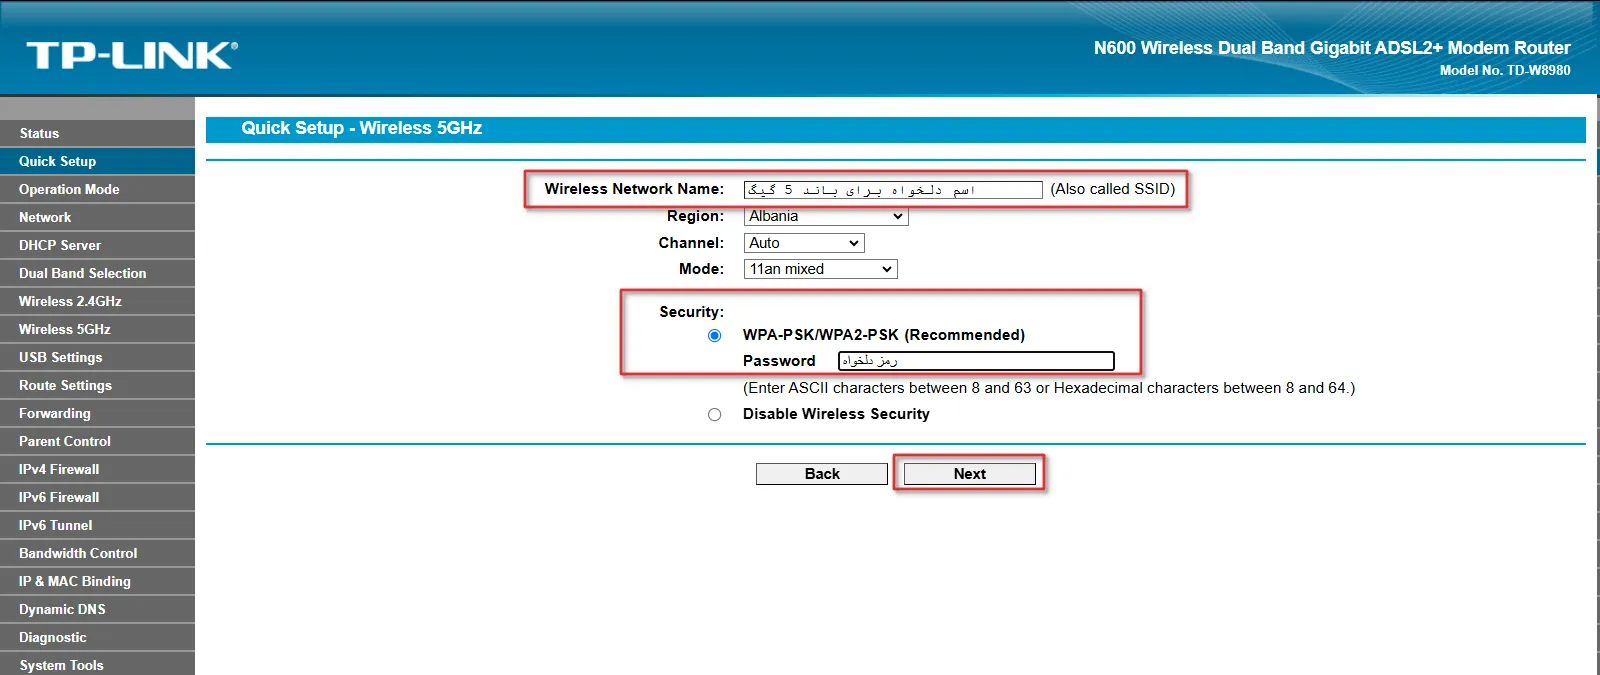 TP-LINK®
N600 Wireless Dual Band Gigabit ADSL2+ Modem Router
Model No. TD-W8980
Status
Quick Setup
Operation Mode
Network
DHCP Server
Dual Band Selection
Wireless 2.4GHz
Wireless 5GHz
USB Settings
Route Settings
Forwarding
Parent Control
IPv4 Firewall
IPv6 Firewall
IPv6 Tunnel
Bandwidth Control
IP & MAC Binding
Dynamic DNS
Diagnostic
System Tools
Quick Setup - Wireless 5GHz
Wireless Network Name: اسم دلخواه برای باند 5 گیگ (Also called SSID)
Region: Albania
Channel: Auto
Mode: 11an mixed
Security:
WPA-PSK/WPA2-PSK (Recommended)
Password رمز دلخواه
(Enter ASCII characters between 8 and 63 or Hexadecimal characters between 8 and 64.)
Disable Wireless Security
Back Next